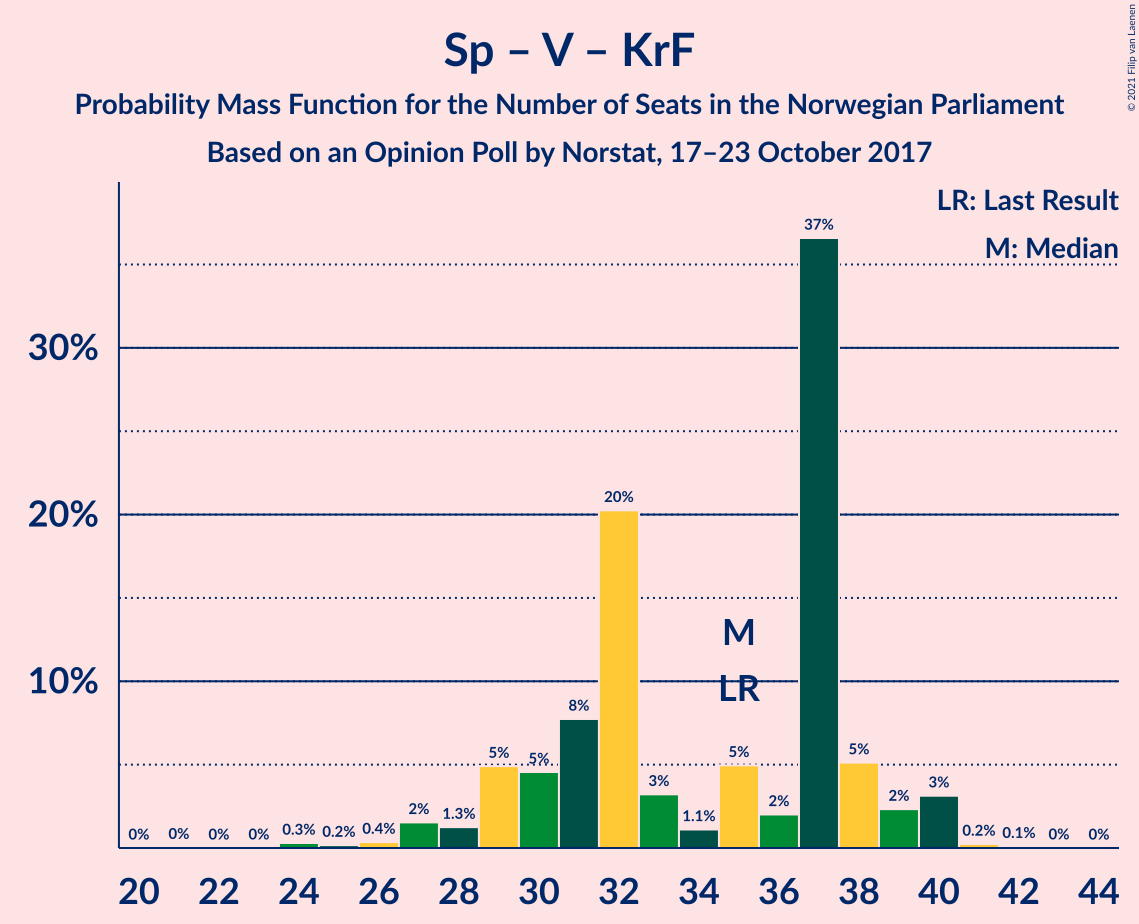 Sp – V – KrF
Probability Mass Function for the Number of Seats in the Norwegian Parliament
Based on an Opinion Poll by Norstat, 17–23 October 2017
© 2021 Filip van Laenen
LR: Last Result
M: Median
30%
20%
10%
0% 0% 0% 0% 0.3% 0.2% 0.4% 2% 1.3% 5% 5% 8% 20% 3% 1.1% 5% 2% 37% 5% 2% 3% 0.2% 0.1% 0% 0%
M
LR
20 22 24 26 28 30 32 34 36 38 40 42 44